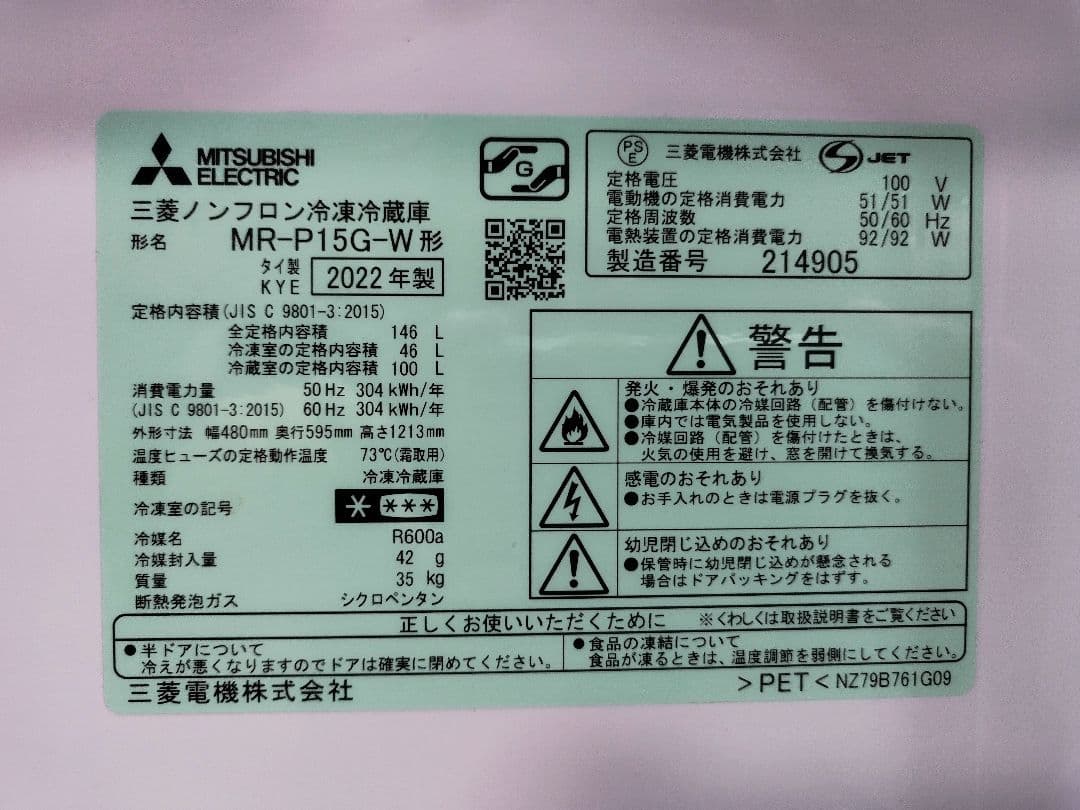 MITSUBISHI
ELECTRIC
三菱ノンフロン冷凍冷蔵庫
形名 MR-P15G-W形
タイ製
KYE 2022年製
定格内容積(JIS C 9801-3:2015)
全定格内容積 146 L
冷凍室の定格内容積 46 L
冷蔵室の定格内容積 100 L
消費電力量 50Hz 304kWh/年
(JIS C 9801-3:2015) 60Hz 304kWh/年
外形寸法 幅480mm 奥行595mm 高さ1213mm
温度ヒューズの定格動作温度 73℃(霜取用)
種類 冷凍冷蔵庫
冷凍室の記号 * ***
冷媒名 R600a
冷媒封入量 42 g
質量 35 kg
断熱発泡ガス シクロペンタン
G
PS
E 三菱電機株式会社 JET
定格電圧 100 V
電動機の定格消費電力 51/51 W
定格周波数 50/60 Hz
電熱装置の定格消費電力 92/92 W
製造番号 214905
警告
発火・爆発のおそれあり
●冷蔵庫本体の冷媒回路(配管)を傷付けない。
●庫内では電気製品を使用しない。
●冷媒回路(配管)を傷付けたときは、
火気の使用を避け、窓を開けて換気する。
感電のおそれあり
●お手入れのときは電源プラグを抜く。
幼児閉じ込めのおそれあり
●保管時に幼児閉じ込めが懸念される
場合はドアパッキングをはずす。
正しくお使いいただくために ※くわしくは取扱説明書をご覧ください
●半ドアについて
冷えが悪くなりますのでドアは確実に閉めてください。
●食品の凍結について
食品が凍るときは、温度調節を弱側にしてください。
三菱電機株式会社
>PET< NZ79B761G09